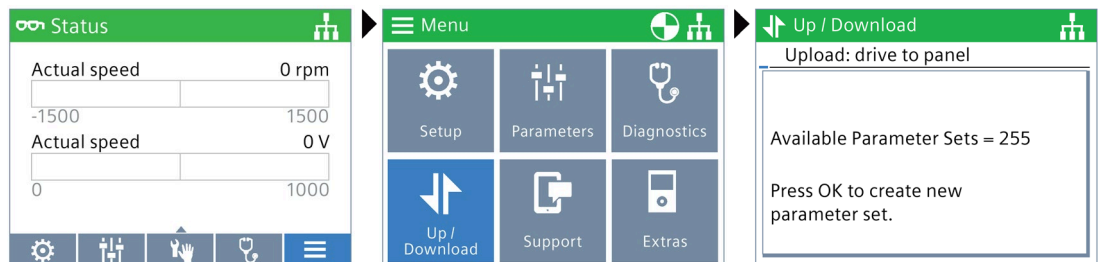 Status
Actual speed 0 rpm
-1500 1500
Actual speed 0 V
0 1000
Menu
Setup Parameters Diagnostics
Up /
Download Support Extras
Up / Download
Upload: drive to panel
Available Parameter Sets = 255
Press OK to create new
parameter set.